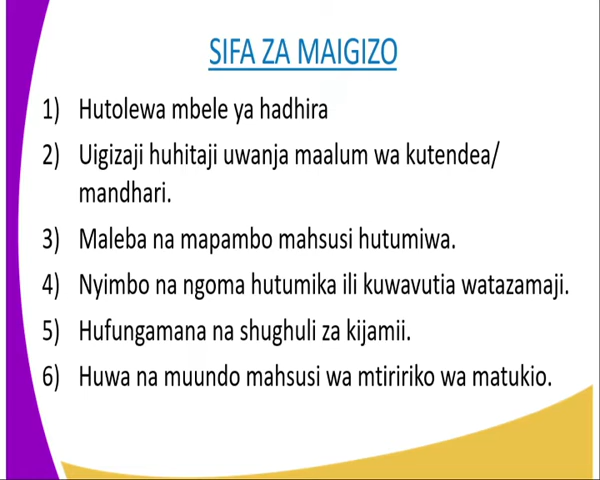 SIFA ZA MAIGIZO
1) Hutolewa mbele ya hadhira
2) Uigizaji huhitaji uwanja maalum wa kutendea/
mandhari.
3) Maleba na mapambo mahsusi hutumiwa.
4) Nyimbo na ngoma hutumika ili kuwavutia watazamaji.
5) Hufungamana na shughuli za kijamii.
6) Huwa na muundo mahsusi wa mtiririko wa matukio.